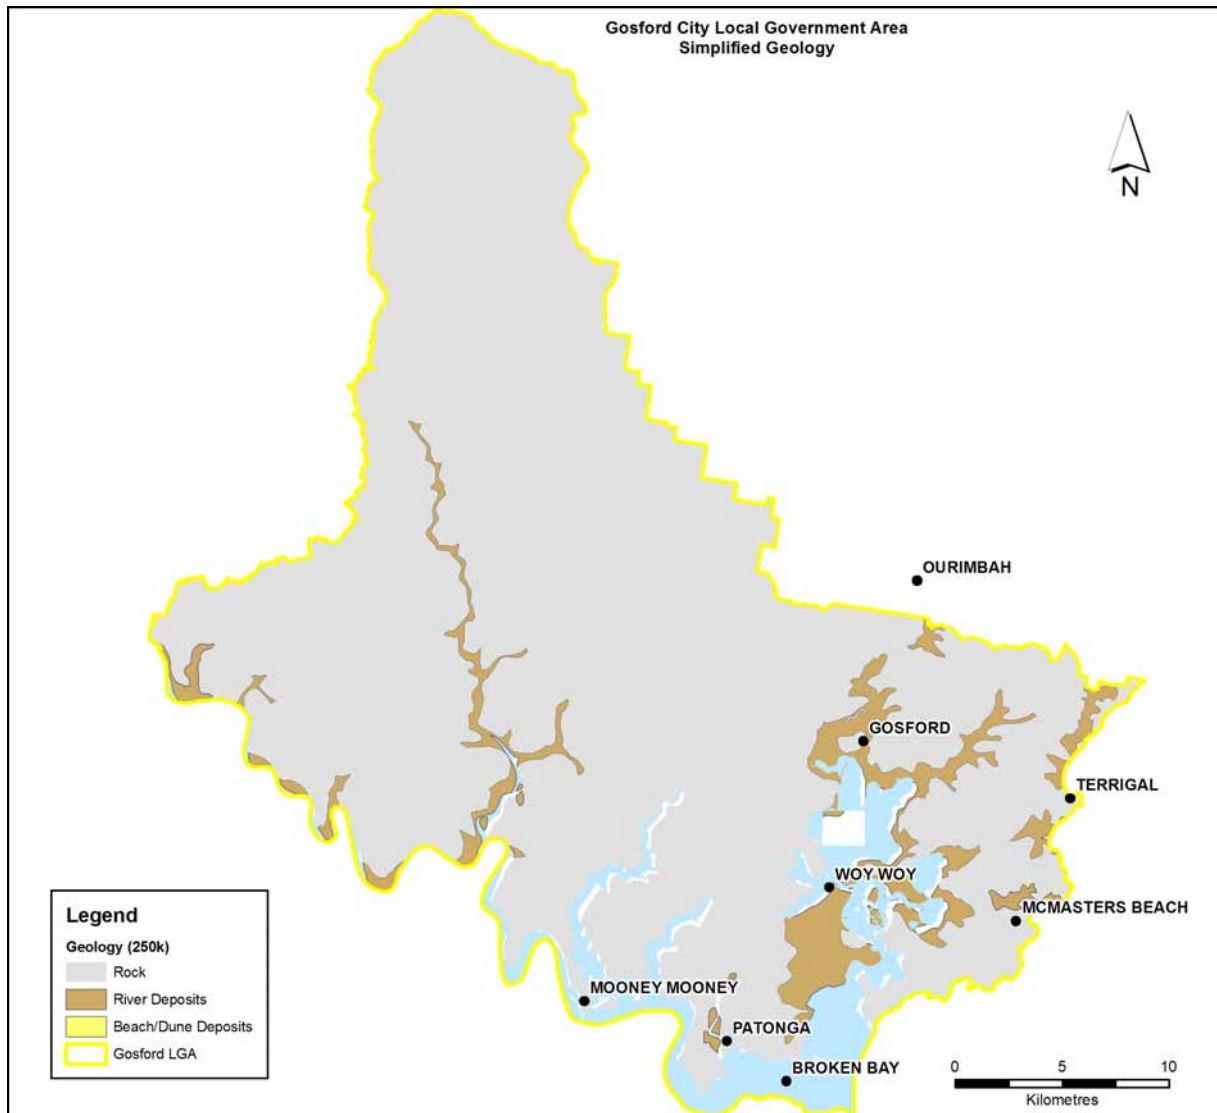 Gosford City Local Government Area
Simplified Geology
N
OURIMBAH
GOSFORD
TERRIGAL
WOY WOY
MCMASTERS BEACH
MOONEY MOONEY
PATONGA
BROKEN BAY
Legend
Geology (250k)
Rock
River Deposits
Beach/Dune Deposits
Gosford LGA
0 5 10
Kilometres